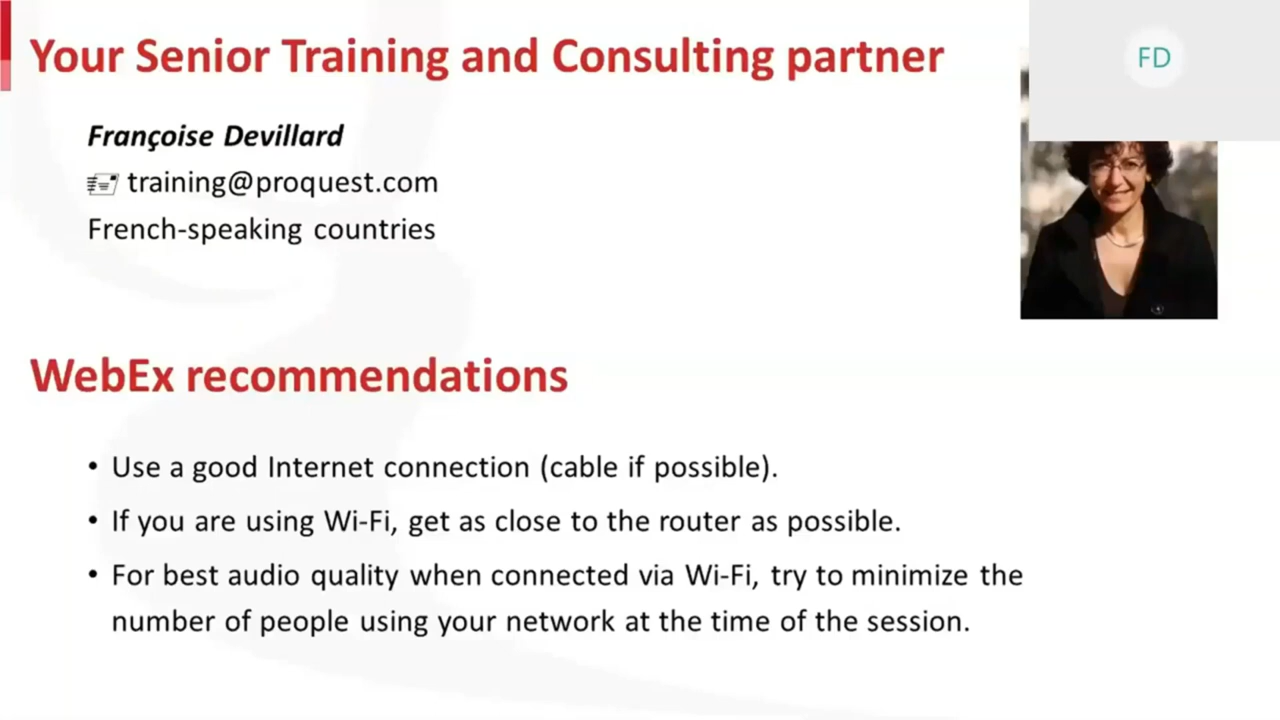 Your Senior Training and Consulting partner
FD
Françoise Devillard
training@proquest.com
French-speaking countries
WebEx recommendations
• Use a good Internet connection (cable if possible).
• If you are using Wi-Fi, get as close to the router as possible.
• For best audio quality when connected via Wi-Fi, try to minimize the
number of people using your network at the time of the session.